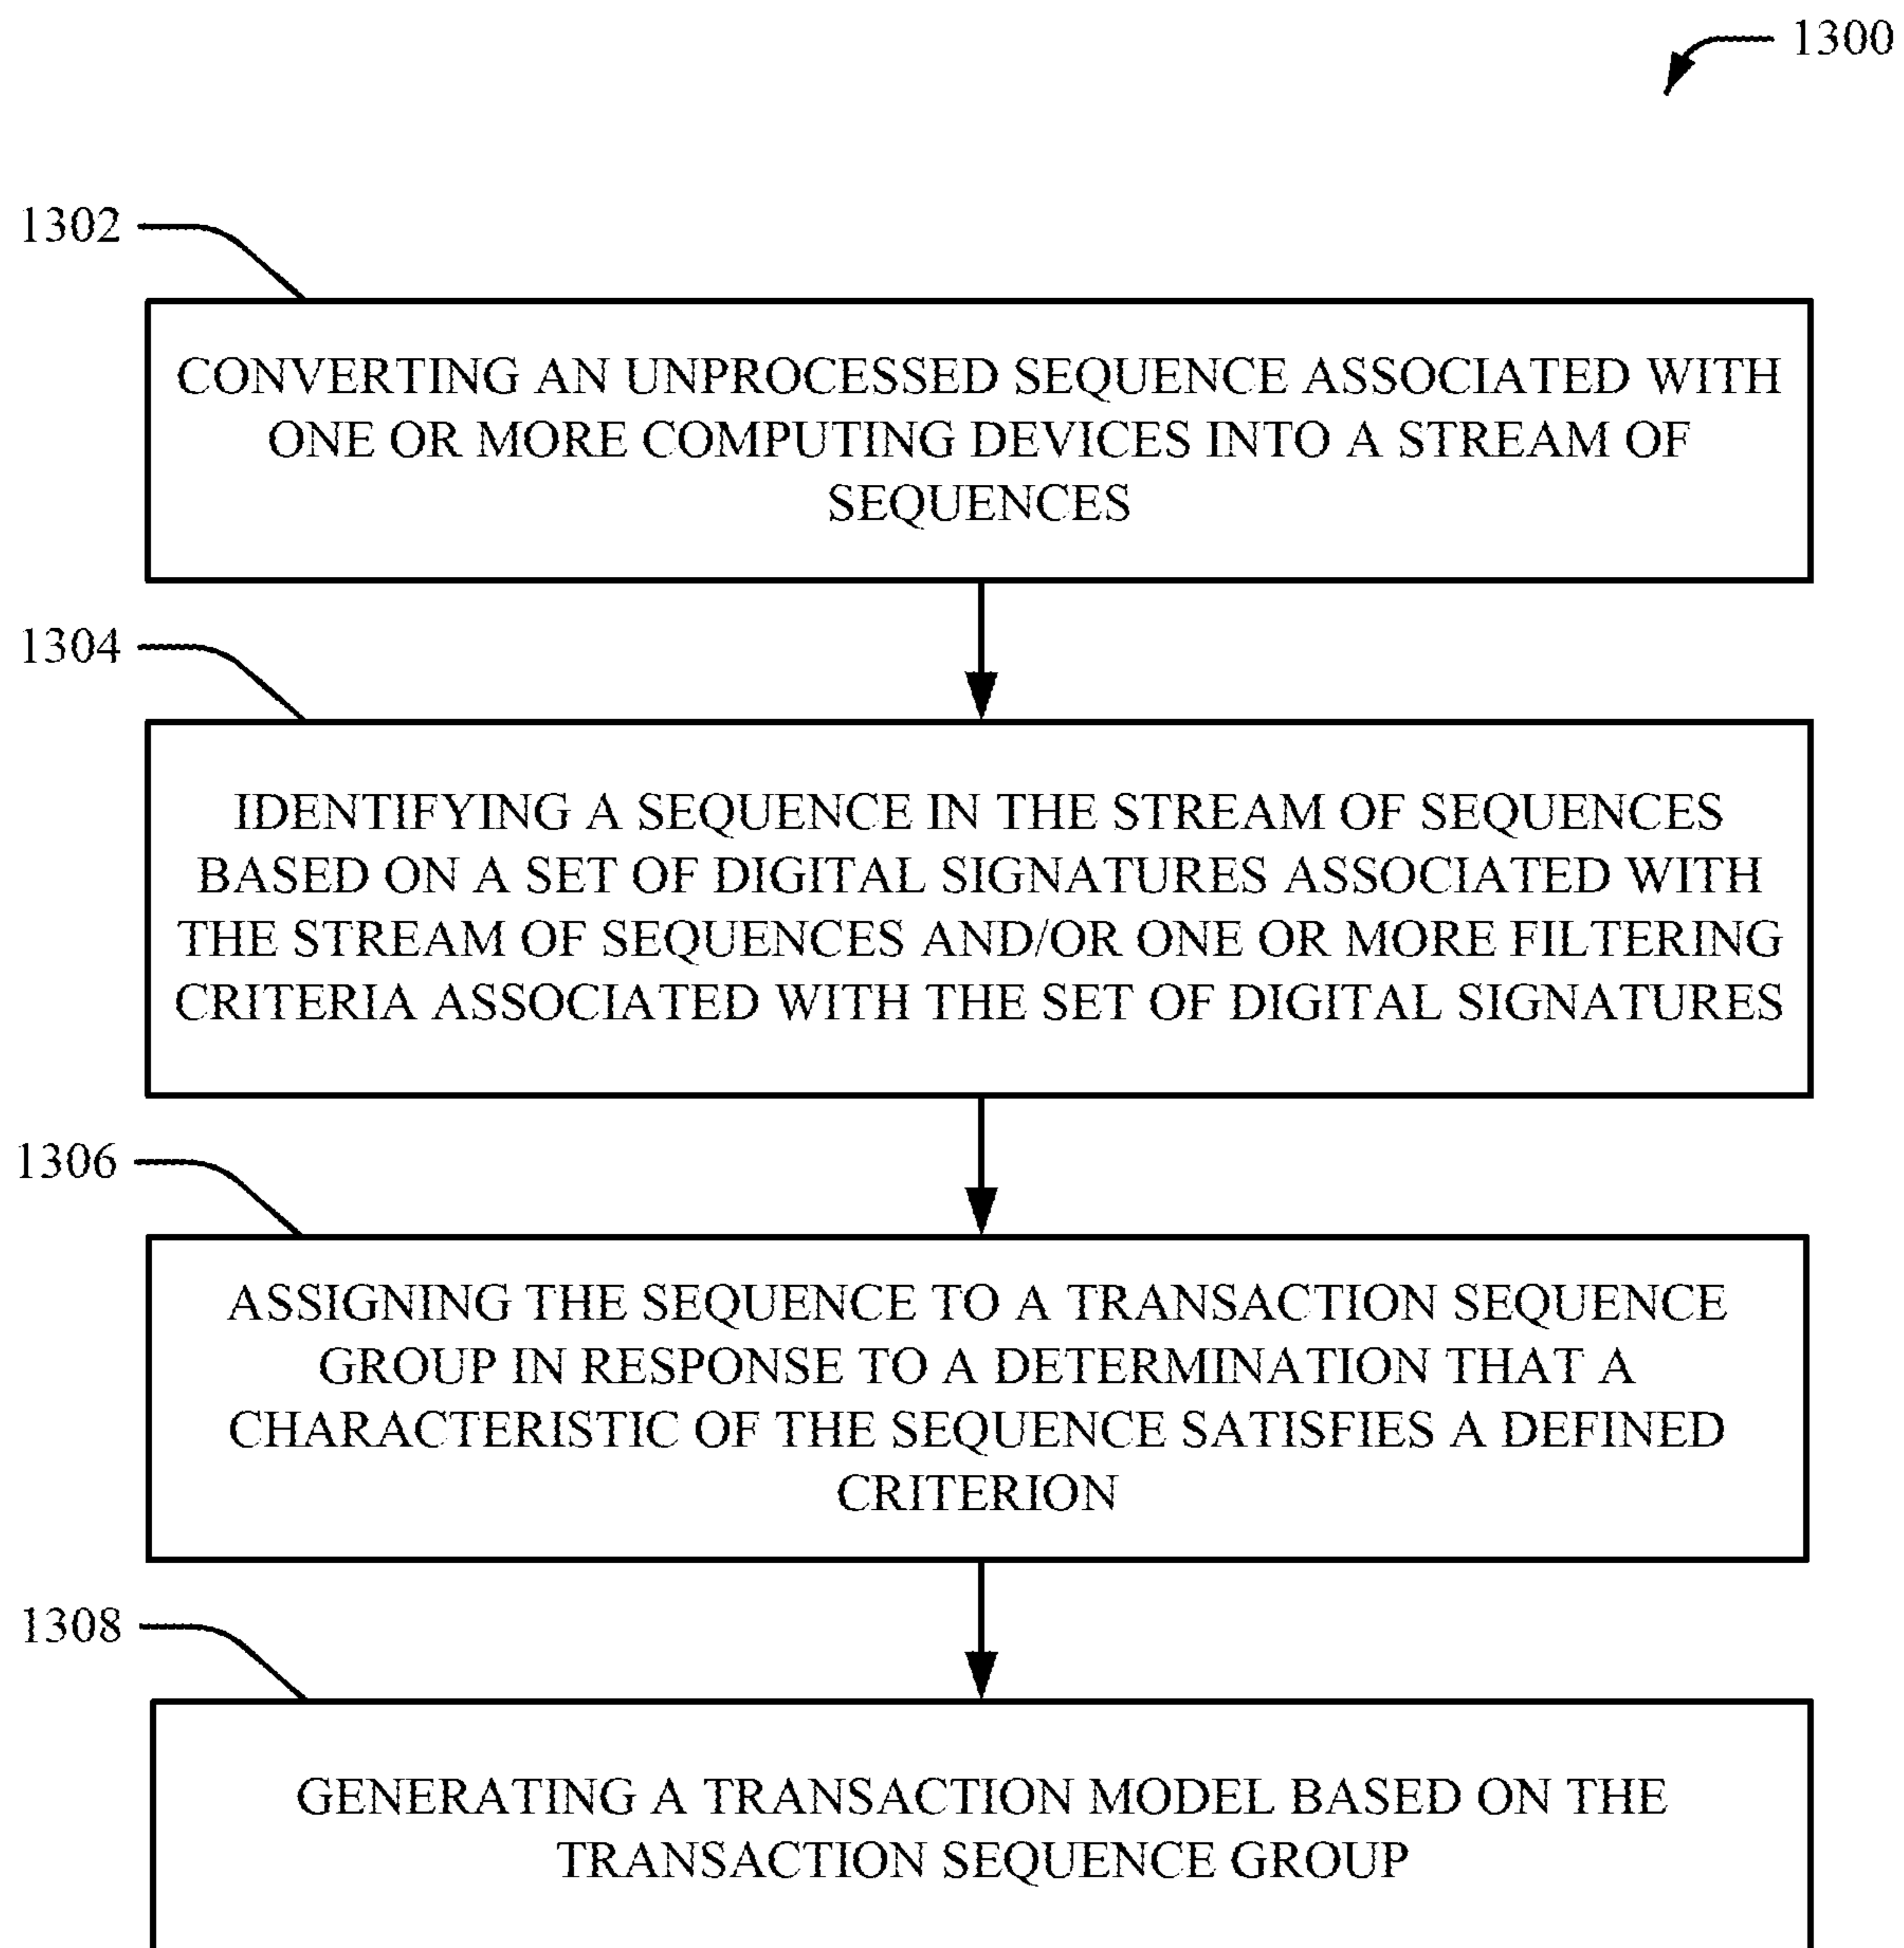 1300
1302
CONVERTING AN UNPROCESSED SEQUENCE ASSOCIATED WITH
ONE OR MORE COMPUTING DEVICES INTO A STREAM OF
SEQUENCES
1304
IDENTIFYING A SEQUENCE IN THE STREAM OF SEQUENCES
BASED ON A SET OF DIGITAL SIGNATURES ASSOCIATED WITH
THE STREAM OF SEQUENCES AND/OR ONE OR MORE FILTERING
CRITERIA ASSOCIATED WITH THE SET OF DIGITAL SIGNATURES
1306
ASSIGNING THE SEQUENCE TO A TRANSACTION SEQUENCE
GROUP IN RESPONSE TO A DETERMINATION THAT A
CHARACTERISTIC OF THE SEQUENCE SATISFIES A DEFINED
CRITERION
1308
GENERATING A TRANSACTION MODEL BASED ON THE
TRANSACTION SEQUENCE GROUP